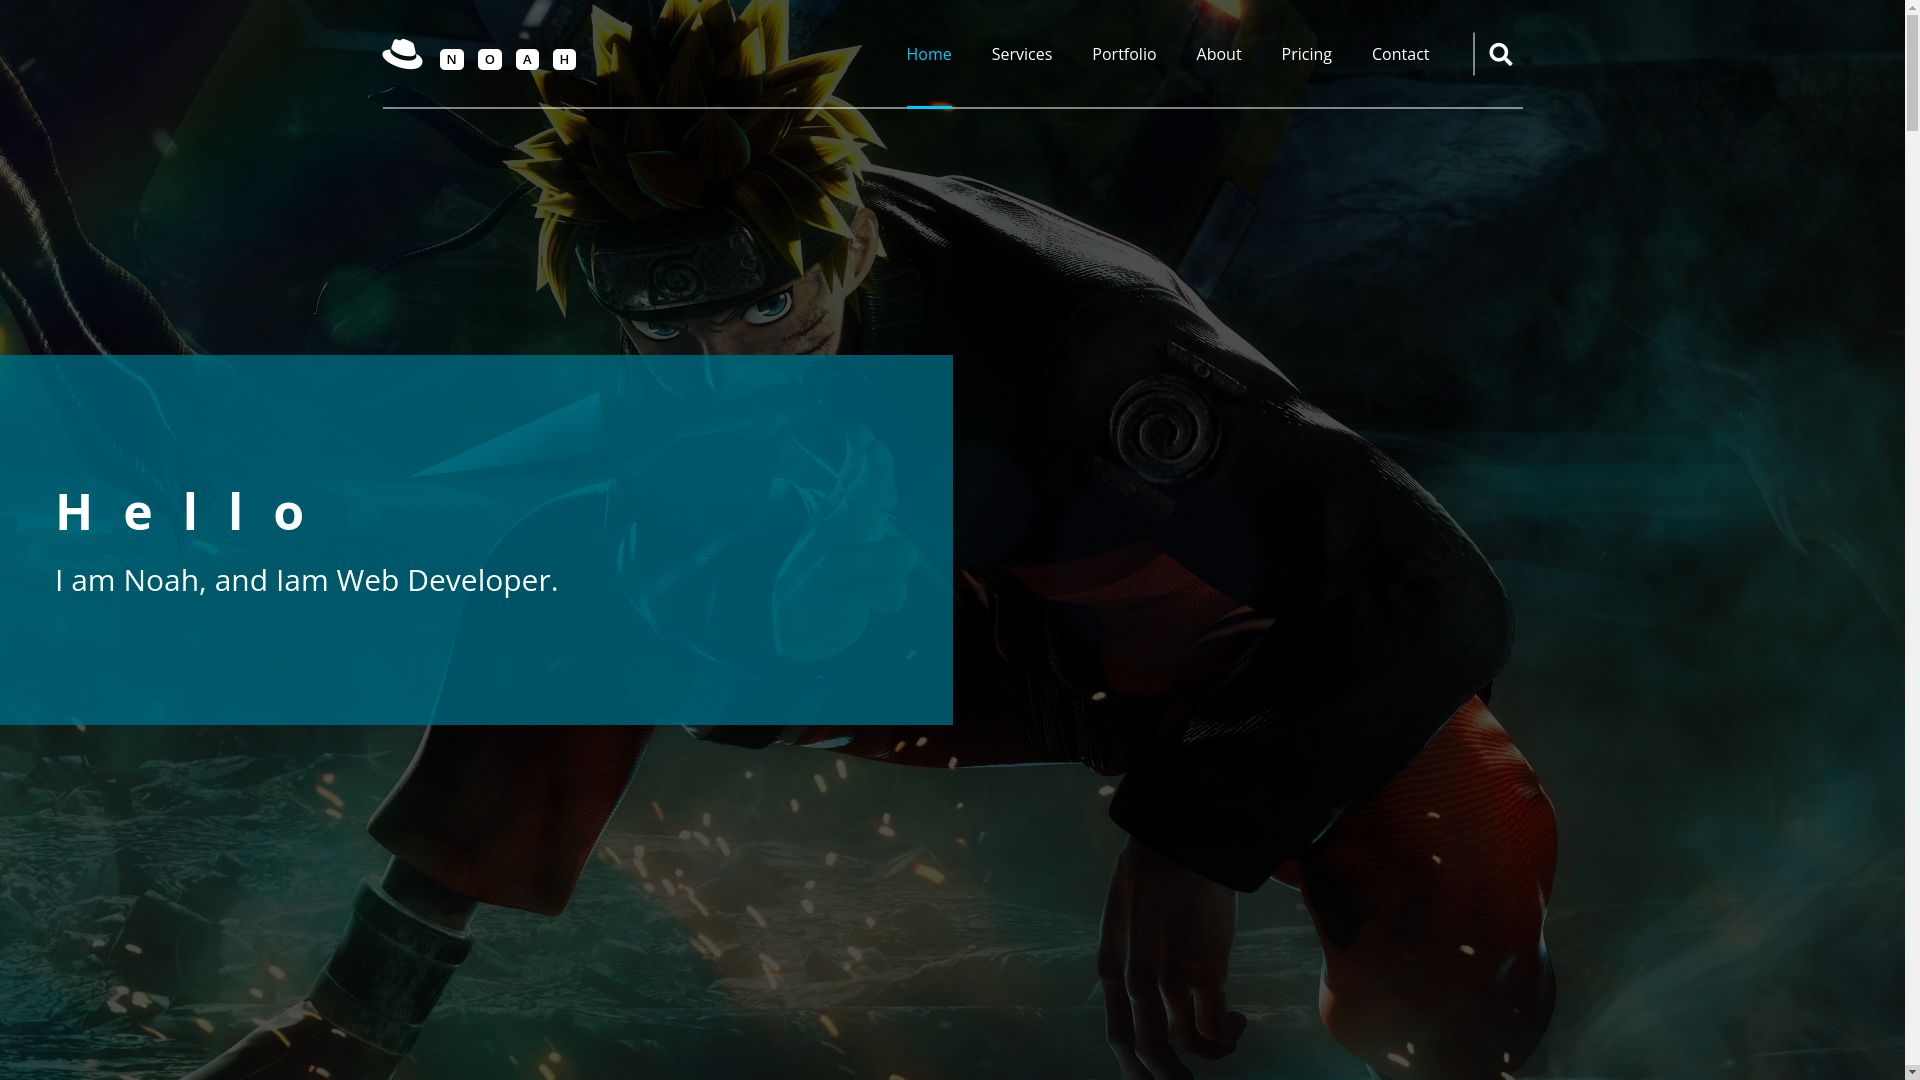 N O A H
Home Services Portfolio About Pricing Contact
Hello
I am Noah, and Iam Web Developer.